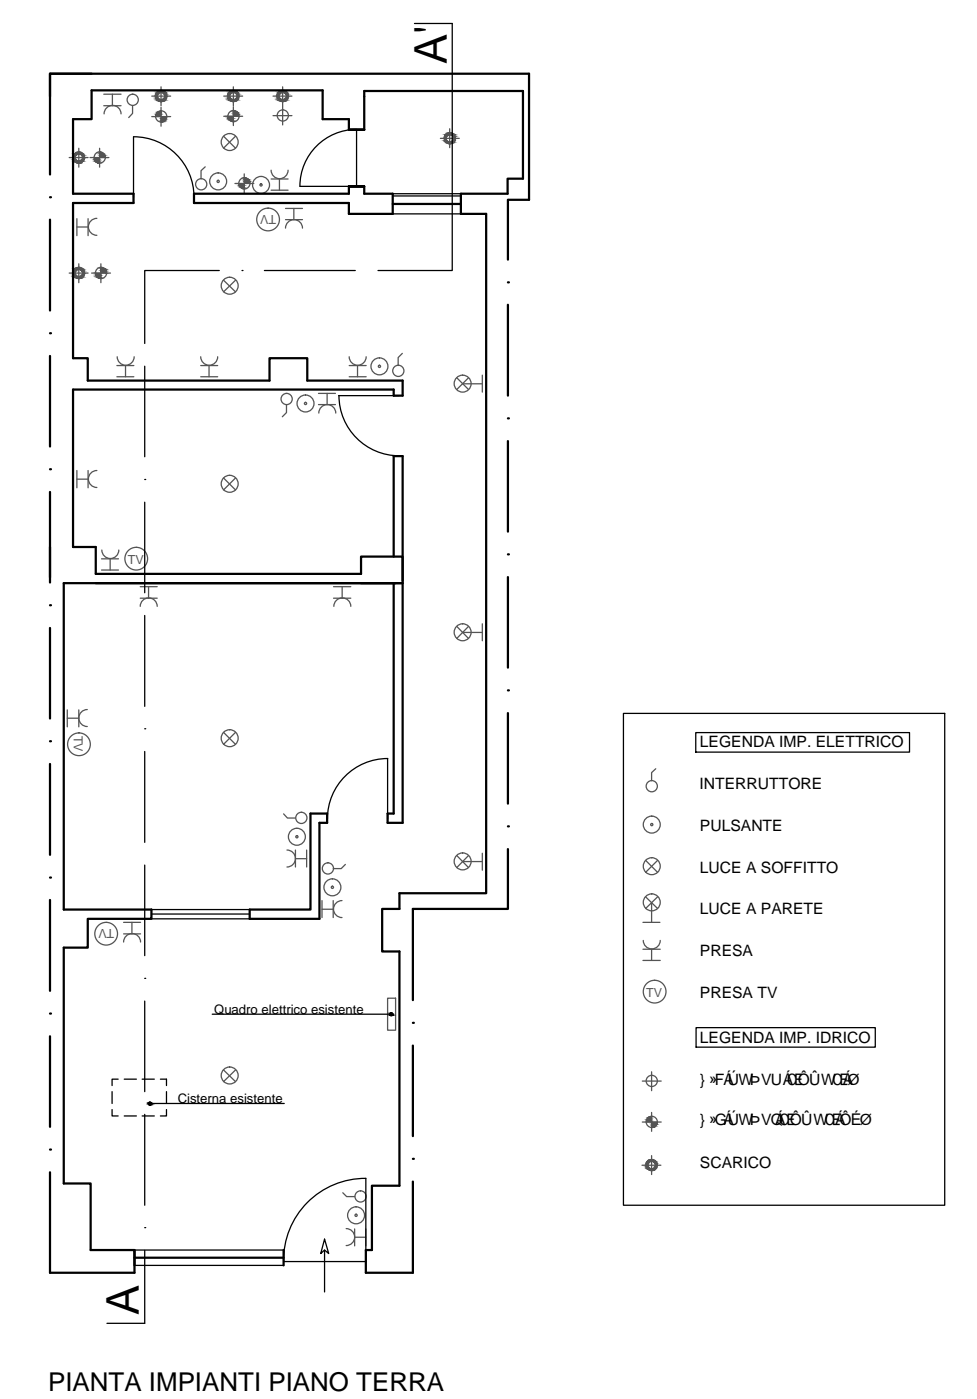 A'
TV
TV
TV
TV
Quadro elettrico esistente
Cisterna esistente
A
LEGENDA IMP. ELETTRICO
INTERRUTTORE
PULSANTE
LUCE A SOFFITTO
LUCE A PARETE
PRESA
TV PRESA TV
LEGENDA IMP. IDRICO
SCARICO
PIANTA IMPIANTI PIANO TERRA